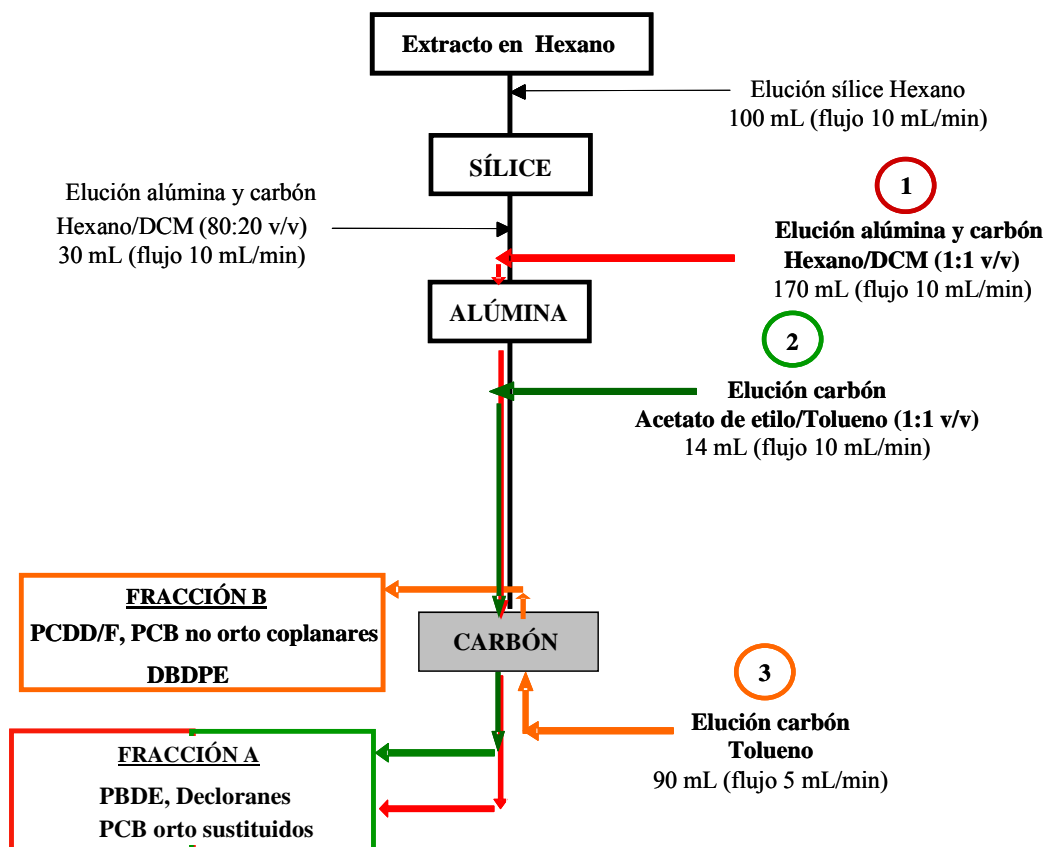 Extracto en Hexano
Elución sílice Hexano
100 mL (flujo 10 mL/min)
SÍLICE
Elución alúmina y carbón
Hexano/DCM (80:20 v/v)
30 mL (flujo 10 mL/min)
1
Elución alúmina y carbón
Hexano/DCM (1:1 v/v)
170 mL (flujo 10 mL/min)
ALÚMINA
2
Elución carbón
Acetato de etilo/Tolueno (1:1 v/v)
14 mL (flujo 10 mL/min)
FRACCIÓN B
PCDD/F, PCB no orto coplanares
DBDPE
CARBÓN
3
Elución carbón
Tolueno
90 mL (flujo 5 mL/min)
FRACCIÓN A
PBDE, Decloranes
PCB orto sustituidos